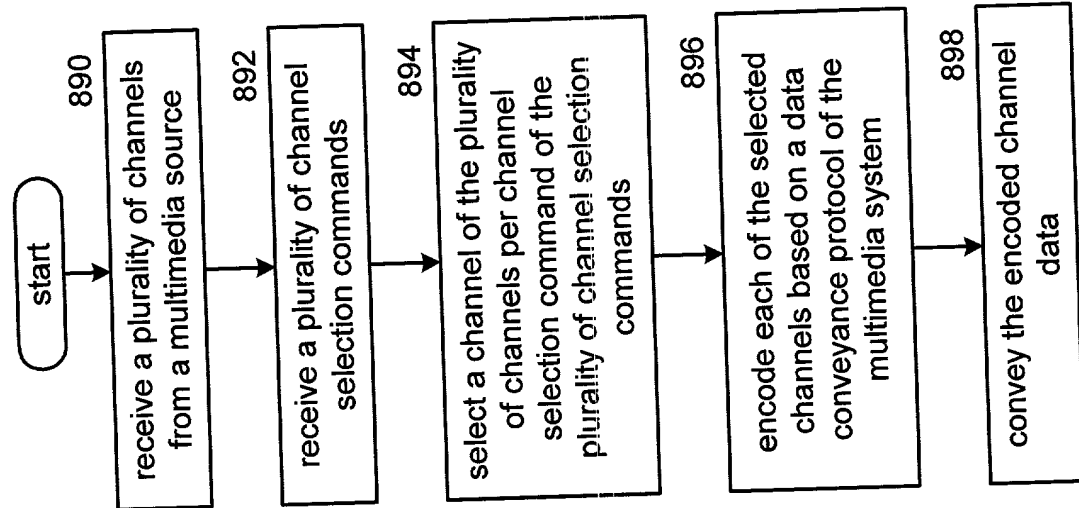 start
890
receive a plurality of channels
from a multimedia source
892
receive a plurality of channel
selection commands
894
select a channel of the plurality
of channels per channel
selection command of the
plurality of channel selection
commands
896
encode each of the selected
channels based on a data
conveyance protocol of the
multimedia system
898
convey the encoded channel
data